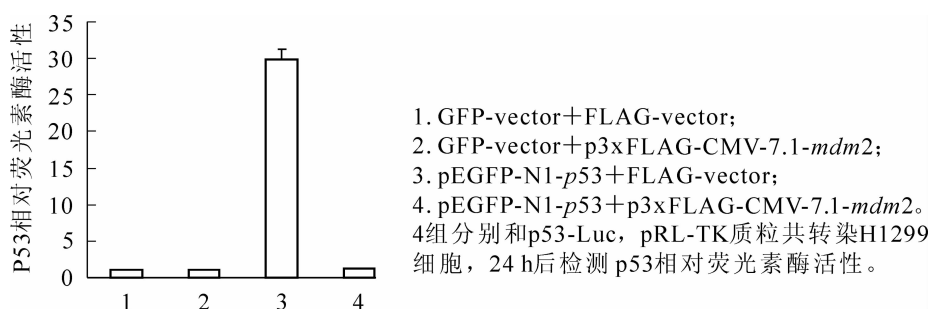 P53相对荧光素酶活性
35
30
25
20
15
10
5
0
1 2 3 4
1. GFP-vector+FLAG-vector;
2. GFP-vector+p3xFLAG-CMV-7.1-mdm2;
3. pEGFP-N1-p53+FLAG-vector;
4. pEGFP-N1-p53+p3xFLAG-CMV-7.1-mdm2。
4组分别和p53-Luc，pRL-TK质粒共转染H1299
细胞，24 h后检测 p53相对荧光素酶活性。